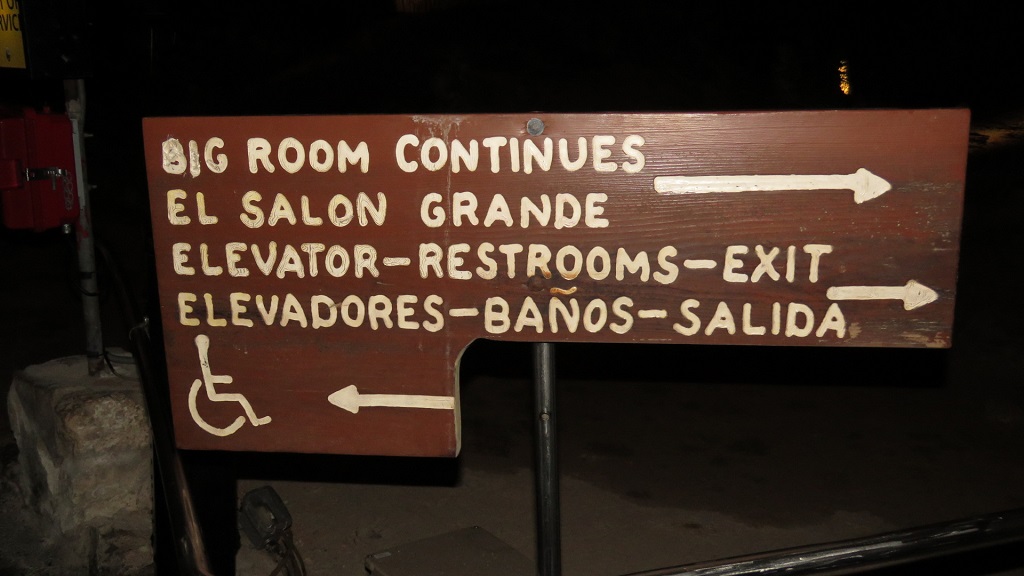 BIG ROOM CONTINUES
EL SALON GRANDE
ELEVATOR-RESTROOMS-EXIT
ELEVADORES-BAÑOS-SALIDA